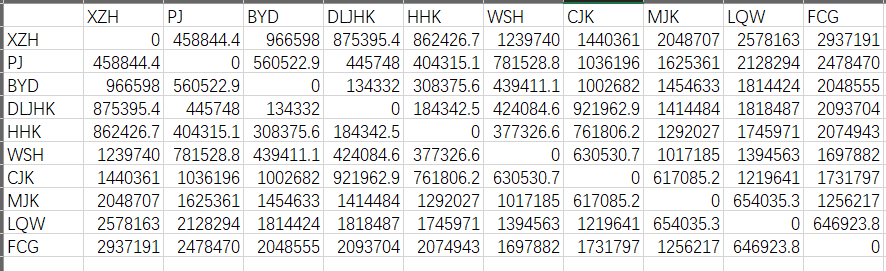 XZH PJ BYD DLJHK HHK WSH CJK MJK LQW FCG
XZH 0 458844.4 966598 875395.4 862426.7 1239740 1440361 2048707 2578163 2937191
PJ 458844.4 0 560522.9 445748 404315.1 781528.8 1036196 1625361 2128294 2478470
BYD 966598 560522.9 0 134332 308375.6 439411.1 1002682 1454633 1814424 2048555
DLJHK 875395.4 445748 134332 0 184342.5 424084.6 921962.9 1414484 1818487 2093704
HHK 862426.7 404315.1 308375.6 184342.5 0 377326.6 761806.2 1292027 1745971 2074943
WSH 1239740 781528.8 439411.1 424084.6 377326.6 0 630530.7 1017185 1394563 1697882
CJK 1440361 1036196 1002682 921962.9 761806.2 630530.7 0 617085.2 1219641 1731797
MJK 2048707 1625361 1454633 1414484 1292027 1017185 617085.2 0 654035.3 1256217
LQW 2578163 2128294 1814424 1818487 1745971 1394563 1219641 654035.3 0 646923.8
FCG 2937191 2478470 2048555 2093704 2074943 1697882 1731797 1256217 646923.8 0